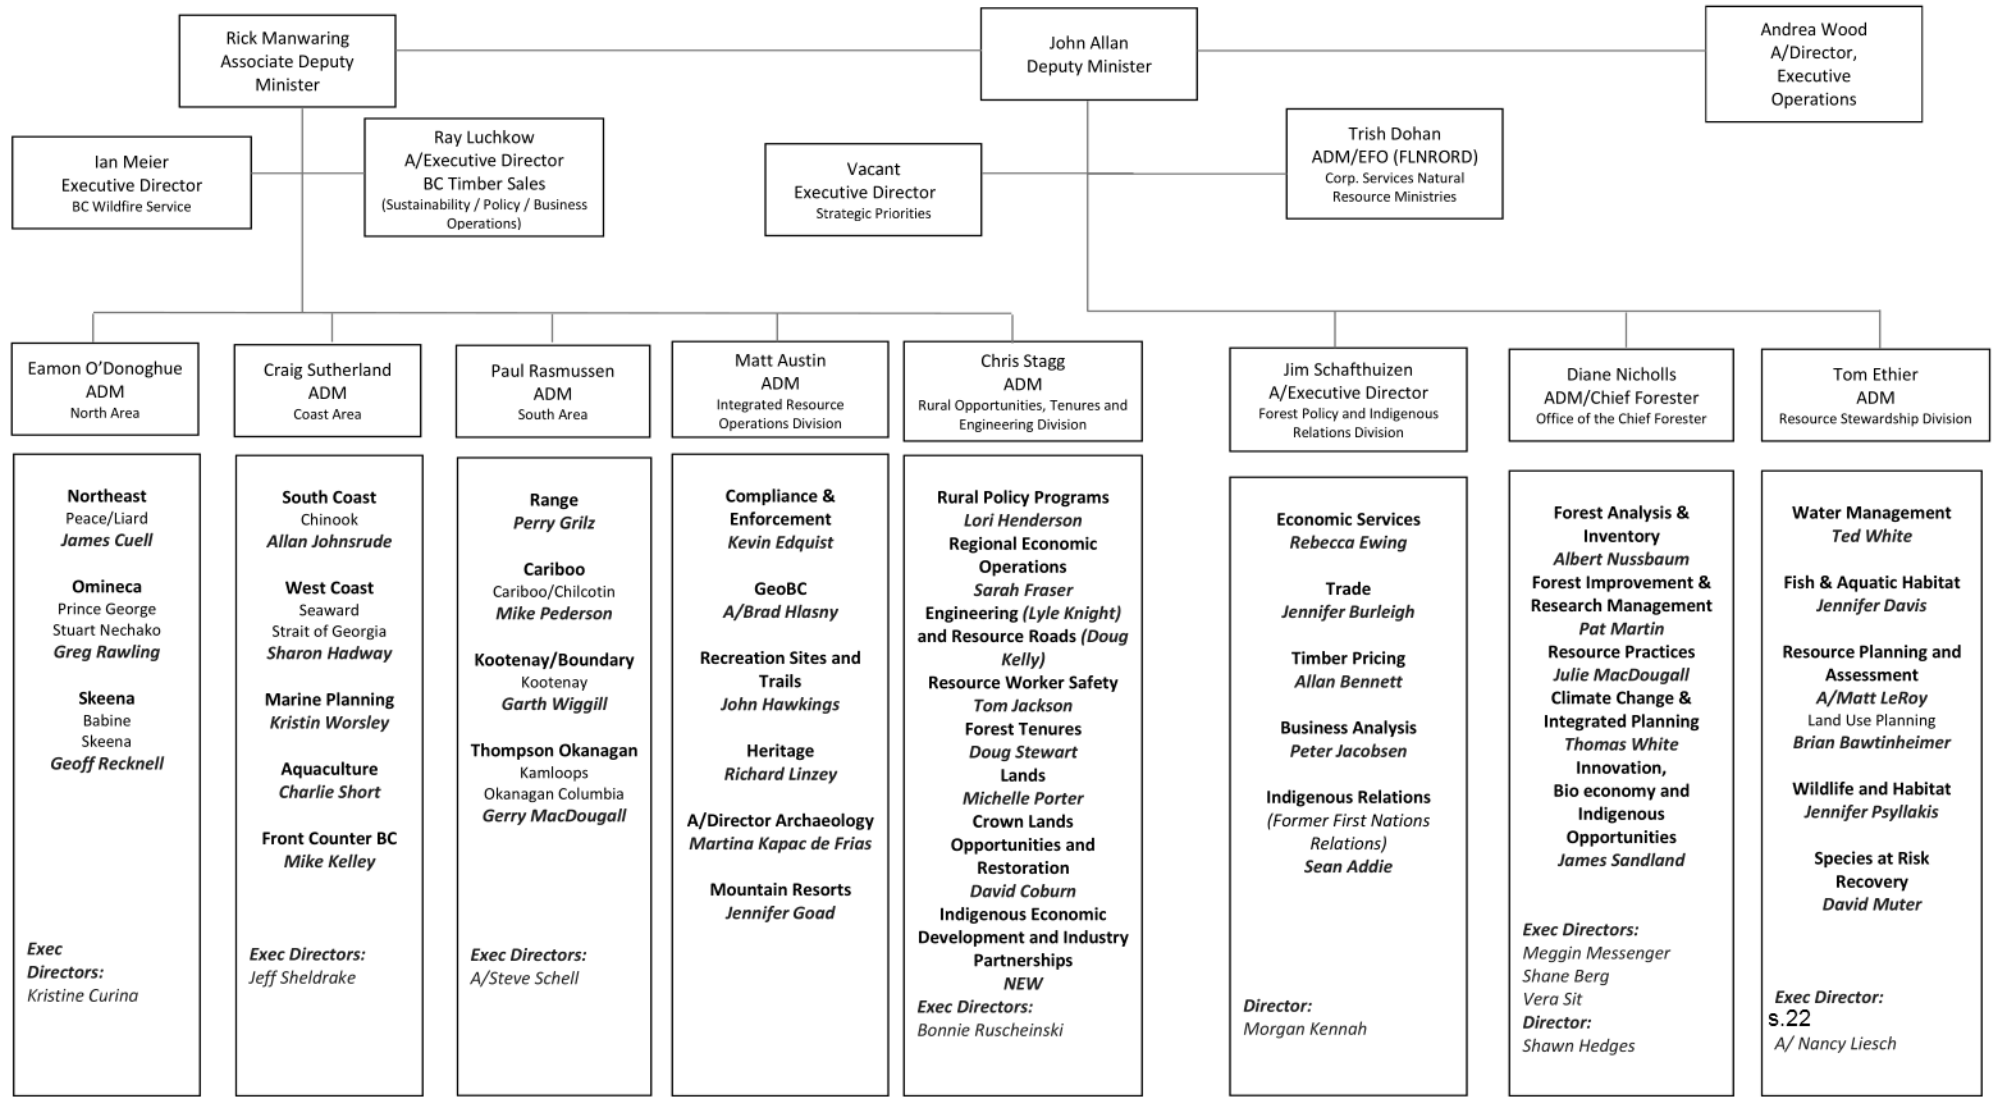 Rick Manwaring
Associate Deputy
Minister
John Allan
Deputy Minister
Andrea Wood
A/Director,
Executive
Operations
Ian Meier
Executive Director
BC Wildfire Service
Ray Luchkow
A/Executive Director
BC Timber Sales
(Sustainability / Policy / Business
Operations)
Vacant
Executive Director
Strategic Priorities
Trish Dohan
ADM/EFO (FLNRORD)
Corp. Services Natural
Resource Ministries
Eamon O'Donoghue
ADM
North Area
Craig Sutherland
ADM
Coast Area
Paul Rasmussen
ADM
South Area
Matt Austin
ADM
Integrated Resource
Operations Division
Chris Stagg
ADM
Rural Opportunities, Tenures and
Engineering Division
Jim Schafthuizen
A/Executive Director
Forest Policy and Indigenous
Relations Division
Diane Nicholls
ADM/Chief Forester
Office of the Chief Forester
Tom Ethier
ADM
Resource Stewardship Division
Northeast
Peace/Liard
James Cuell
Omineca
Prince George
Stuart Nechako
Greg Rawling
Skeena
Babine
Skeena
Geoff Recknell
Exec
Directors:
Kristine Curina
South Coast
Chinook
Allan Johnsrude
West Coast
Seaward
Strait of Georgia
Sharon Hadway
Marine Planning
Kristin Worsley
Aquaculture
Charlie Short
Front Counter BC
Mike Kelley
Exec Directors:
Jeff Sheldrake
Range
Perry Grilz
Cariboo
Cariboo/Chilcotin
Mike Pederson
Kootenay/Boundary
Kootenay
Garth Wiggill
Thompson Okanagan
Kamloops
Okanagan Columbia
Gerry MacDougall
Exec Directors:
A/Steve Schell
Compliance &
Enforcement
Kevin Edquist
GeoBC
A/Brad Hlasny
Recreation Sites and
Trails
John Hawkings
Heritage
Richard Linzey
A/Director Archaeology
Martina Kapac de Frias
Mountain Resorts
Jennifer Goad
Rural Policy Programs
Lori Henderson
Regional Economic
Operations
Sarah Fraser
Engineering (Lyle Knight)
and Resource Roads (Doug
Kelly)
Resource Worker Safety
Tom Jackson
Forest Tenures
Doug Stewart
Lands
Michelle Porter
Crown Lands
Opportunities and
Restoration
David Coburn
Indigenous Economic
Development and Industry
Partnerships
NEW
Exec Directors:
Bonnie Ruscheinski
Economic Services
Rebecca Ewing
Trade
Jennifer Burleigh
Timber Pricing
Allan Bennett
Business Analysis
Peter Jacobsen
Indigenous Relations
(Former First Nations
Relations)
Sean Addie
Director:
Morgan Kennah
Forest Analysis &
Inventory
Albert Nussbaum
Forest Improvement &
Research Management
Pat Martin
Resource Practices
Julie MacDougall
Climate Change &
Integrated Planning
Thomas White
Innovation,
Bio economy and
Indigenous
Opportunities
James Sandland
Exec Directors:
Meggin Messenger
Shane Berg
Vera Sit
Director:
Shawn Hedges
Water Management
Ted White
Fish & Aquatic Habitat
Jennifer Davis
Resource Planning and
Assessment
A/Matt LeRoy
Land Use Planning
Brian Bawtinheimer
Wildlife and Habitat
Jennifer Psyllakis
Species at Risk
Recovery
David Muter
Exec Director:
s.22
A/ Nancy Liesch